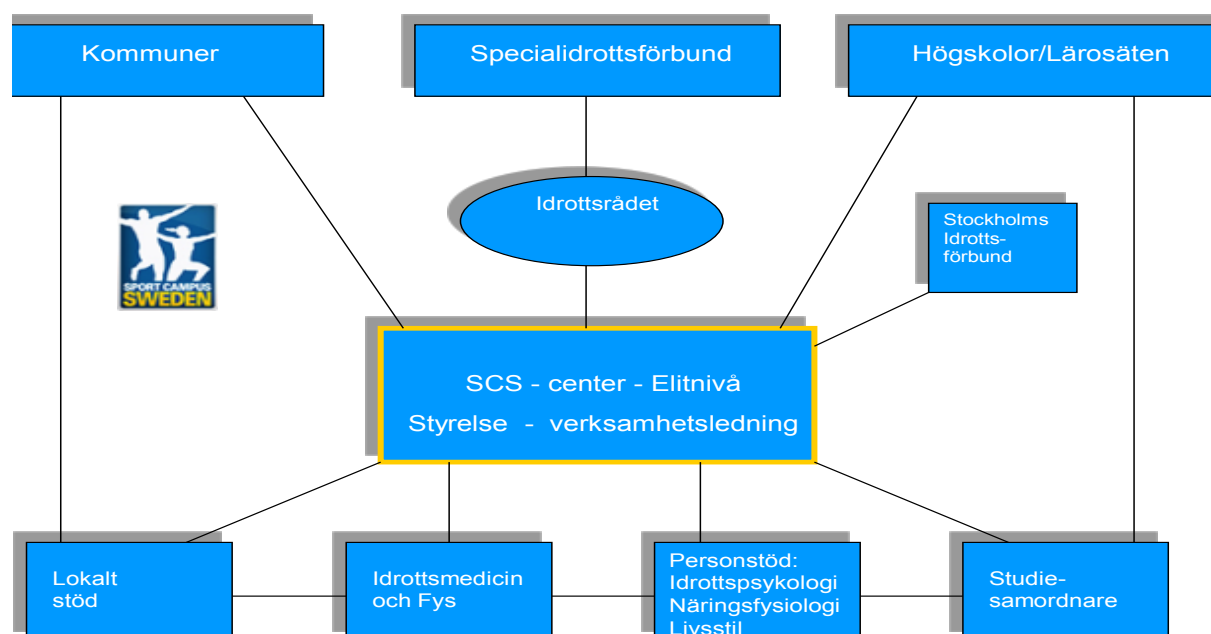 Kommuner
Specialidrottsförbund
Högskolor/Lärosäten
Idrottsrådet
Stockholms
Idrotts-
förbund
SPORT CAMPUS
SWEDEN
SCS - center - Elitnivå
Styrelse - verksamhetsledning
Lokalt
stöd
Idrottsmedicin
och Fys
Personstöd:
Idrottspsykologi
Näringsfysiologi
Livsstil
Studie-
samordnare